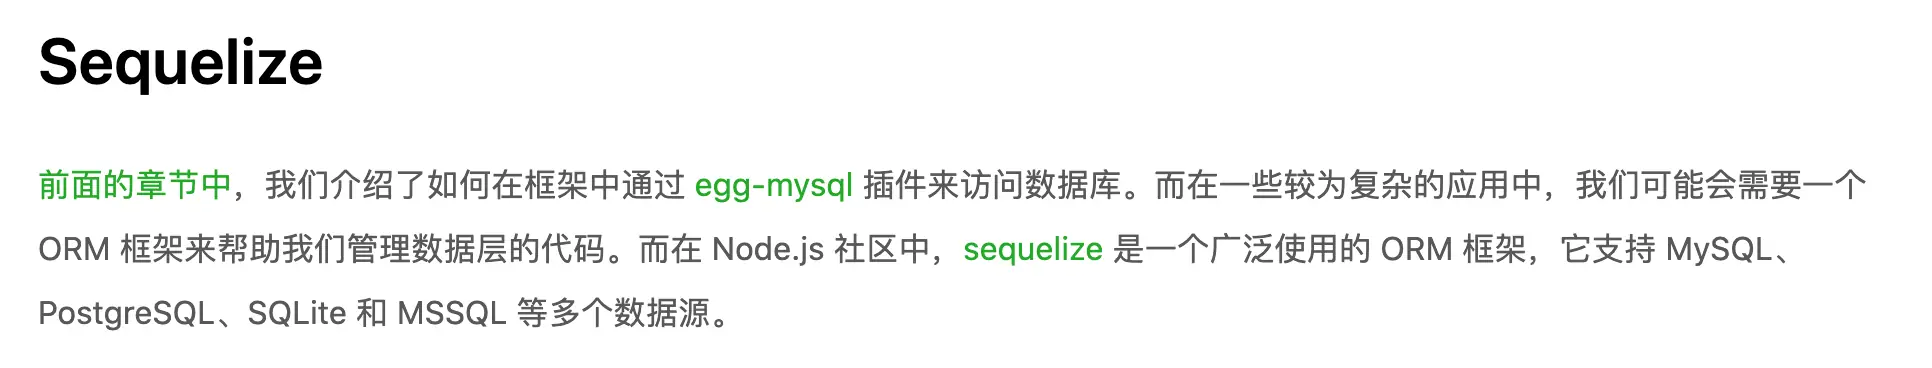 Sequelize
前面的章节中，我们介绍了如何在框架中通过 egg-mysql 插件来访问数据库。而在一些较为复杂的应用中，我们可能会需要一个
ORM 框架来帮助我们管理数据层的代码。而在 Node.js 社区中，sequelize 是一个广泛使用的 ORM 框架，它支持 MySQL、
PostgreSQL、SQLite 和 MSSQL 等多个数据源。